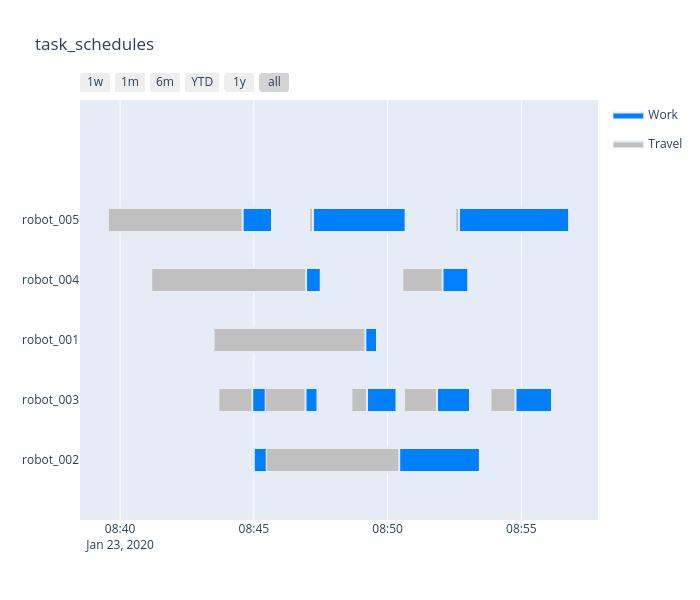 task_schedules
1w 1m 6m YTD 1y all
Work
Travel
robot_005
robot_004
robot_001
robot_003
robot_002
08:40 08:45 08:50 08:55
Jan 23, 2020